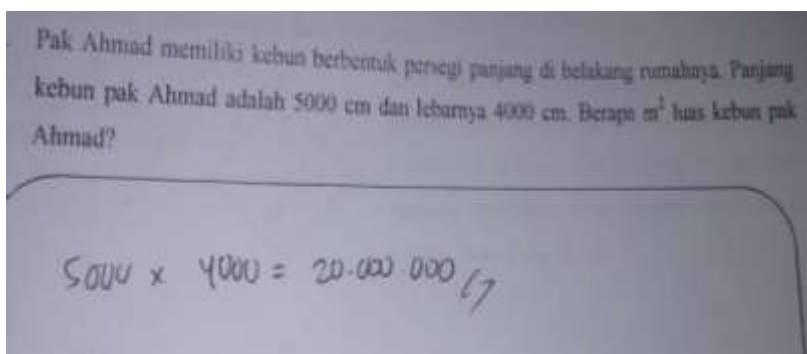 Pak Ahmad memiliki kebun berbentuk persegi panjang di belakang rumahnya. Panjang
kebun pak Ahmad adalah 5000 cm dan lebarnya 4000 cm. Berapa m² luas kebun pak
Ahmad?
5000 x 4000 = 20.000.000